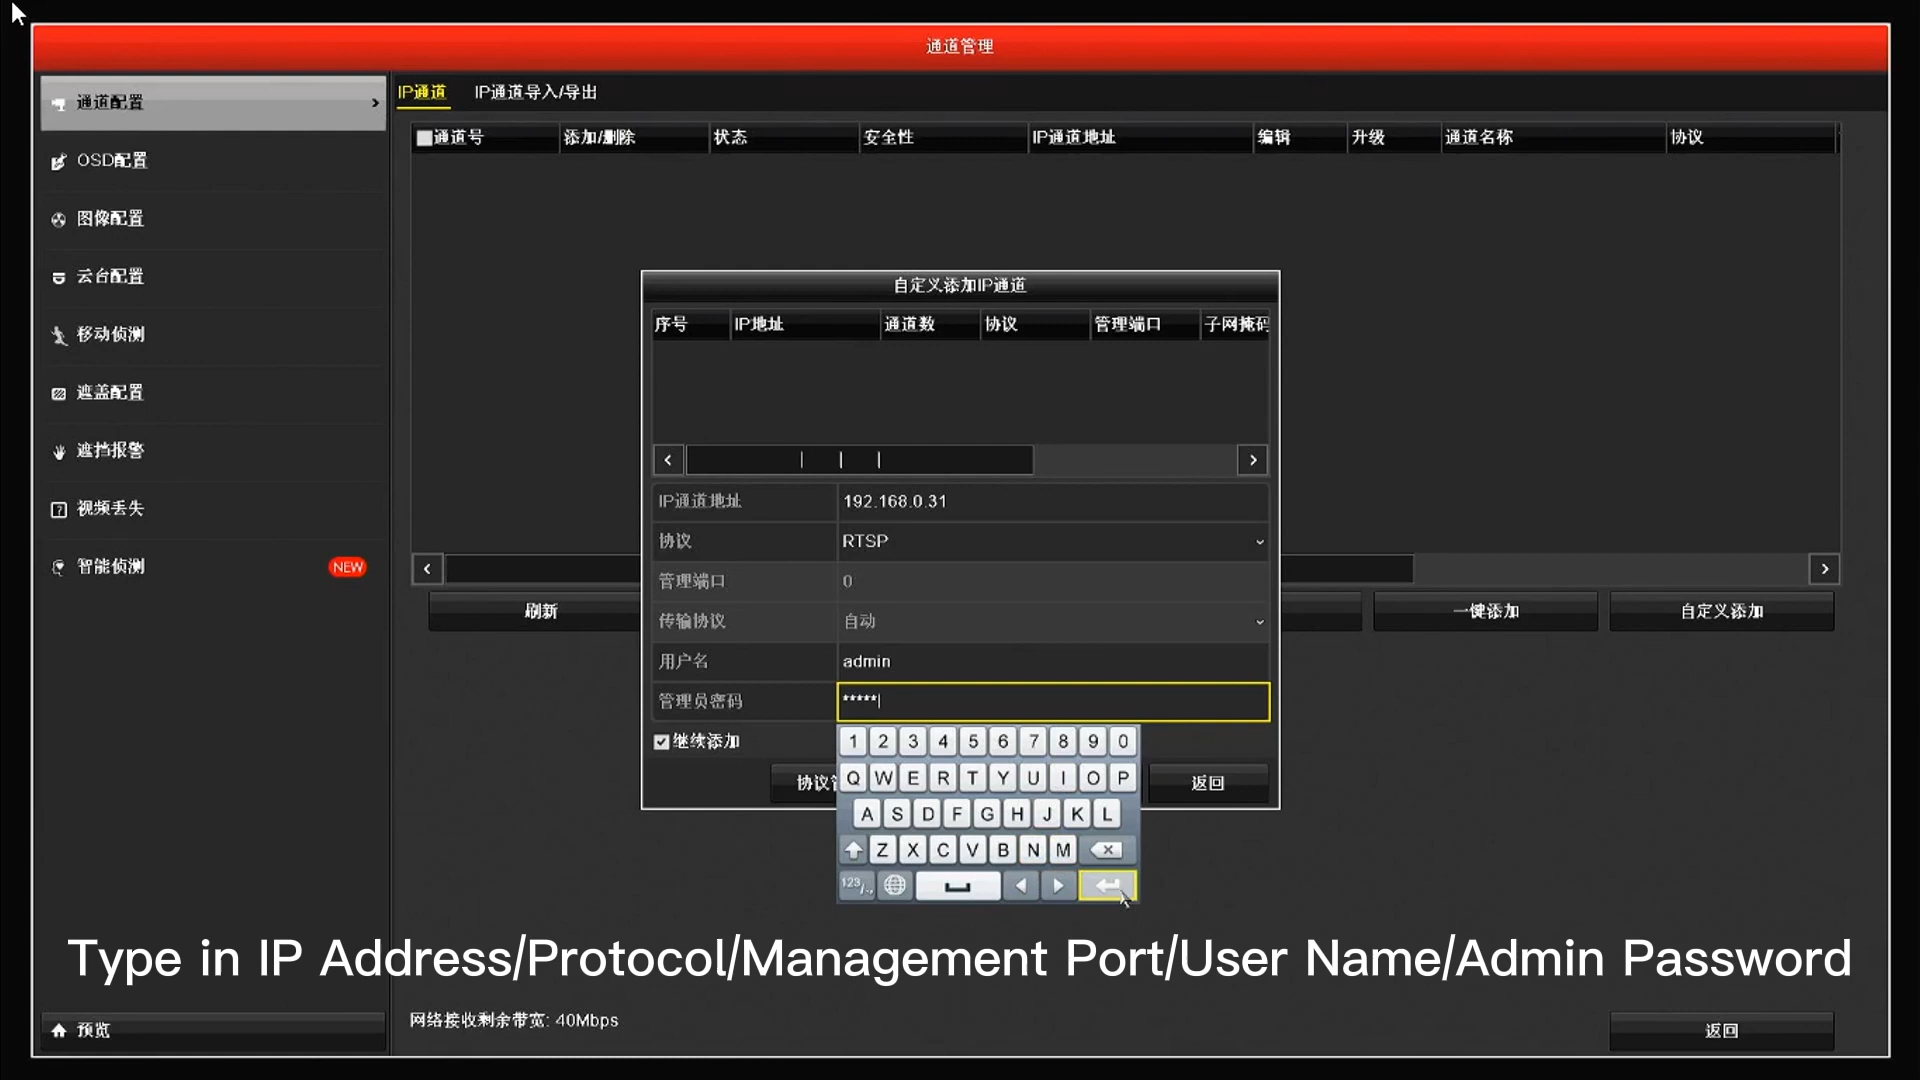 通道管理
通道配置
OSD配置
图像配置
云台配置
移动侦测
遮盖配置
遮挡报警
视频丢失
智能侦测 NEW
预览
IP通道 IP通道导入/导出
通道号 添加/删除 状态 安全性 IP通道地址 编辑 升级 通道名称 协议
刷新 一键添加 自定义添加
自定义添加IP通道
序号 IP地址 通道数 协议 管理端口 子网掩码
IP通道地址 192.168.0.31
协议 RTSP
管理端口 0
传输协议 自动
用户名 admin
管理员密码 *****
继续添加
协议 返回
1 2 3 4 5 6 7 8 9 0
Q W E R T Y U I O P
A S D F G H J K L
Z X C V B N M
123/.,
Type in IP Address/Protocol/Management Port/User Name/Admin Password
网络接收剩余带宽: 40Mbps
返回